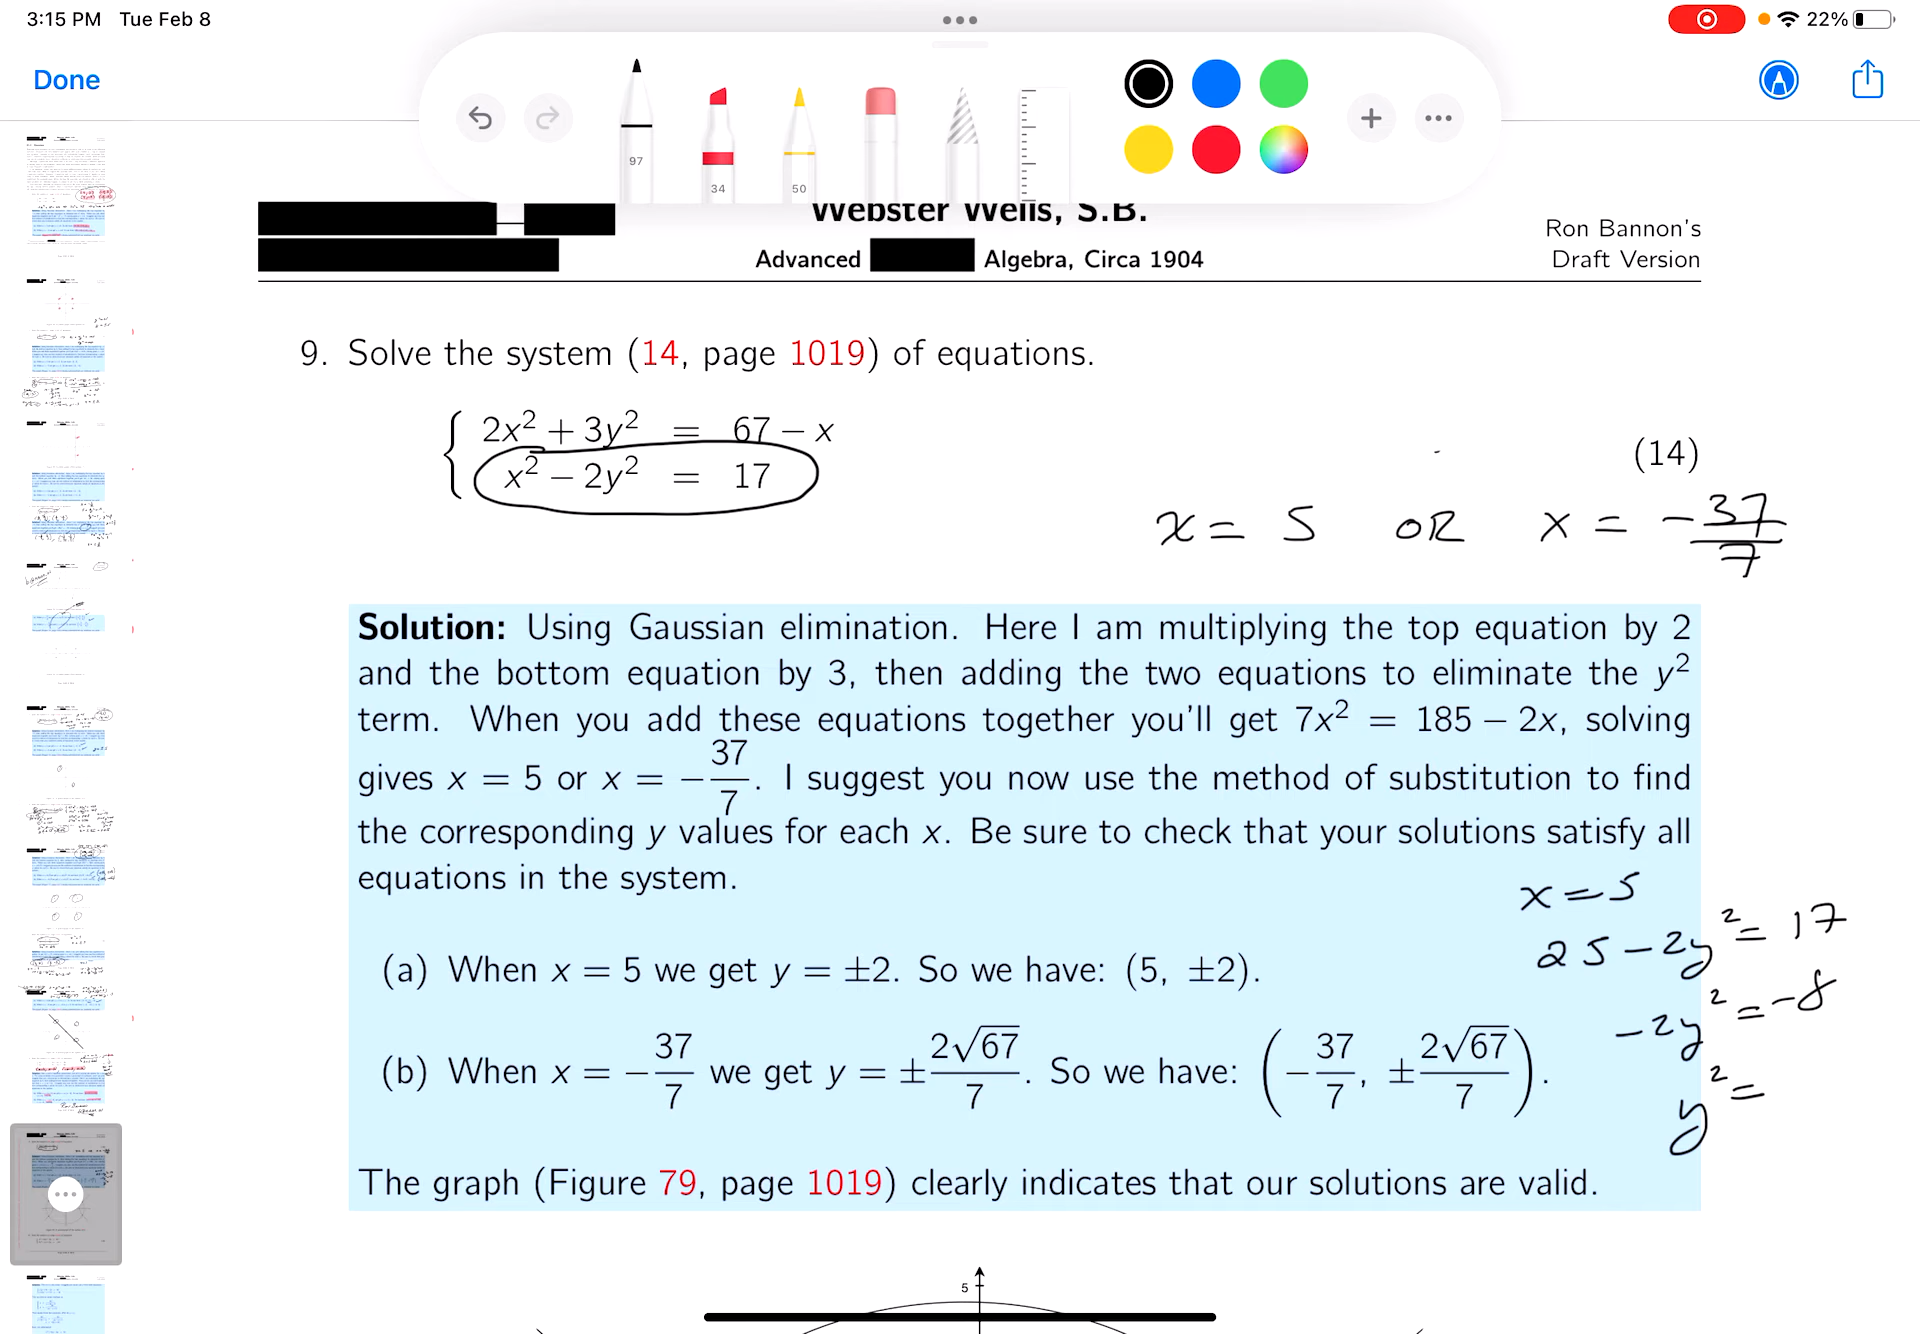 3:15 PM Tue Feb 8
22%
Done
97
34
50
Webster Wells, S.B.
Advanced Algebra, Circa 1904
Ron Bannon's
Draft Version
9. Solve the system (14, page 1019) of equations.
2x² + 3y² = 67 − x
x² − 2y² = 17
(14)
x = 5 OR x = −37/7
Solution: Using Gaussian elimination. Here I am multiplying the top equation by 2
and the bottom equation by 3, then adding the two equations to eliminate the y²
term. When you add these equations together you'll get 7x² = 185 − 2x, solving
gives x = 5 or x = −37/7. I suggest you now use the method of substitution to find
the corresponding y values for each x. Be sure to check that your solutions satisfy all
equations in the system.
x = 5
25 − 2y² = 17
(a) When x = 5 we get y = ±2. So we have: (5, ±2).
−2y² = −8
(b) When x = −37/7 we get y = ±2√67/7. So we have: (−37/7, ±2√67/7).
y² =
The graph (Figure 79, page 1019) clearly indicates that our solutions are valid.
5